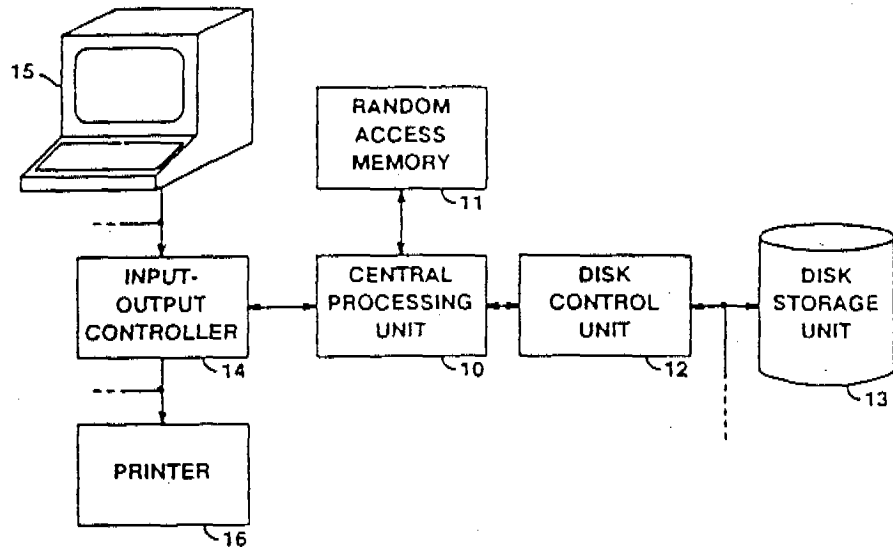 15
RANDOM
ACCESS
MEMORY
11
INPUT-
OUTPUT
CONTROLLER
14
CENTRAL
PROCESSING
UNIT
10
DISK
CONTROL
UNIT
12
DISK
STORAGE
UNIT
13
PRINTER
16